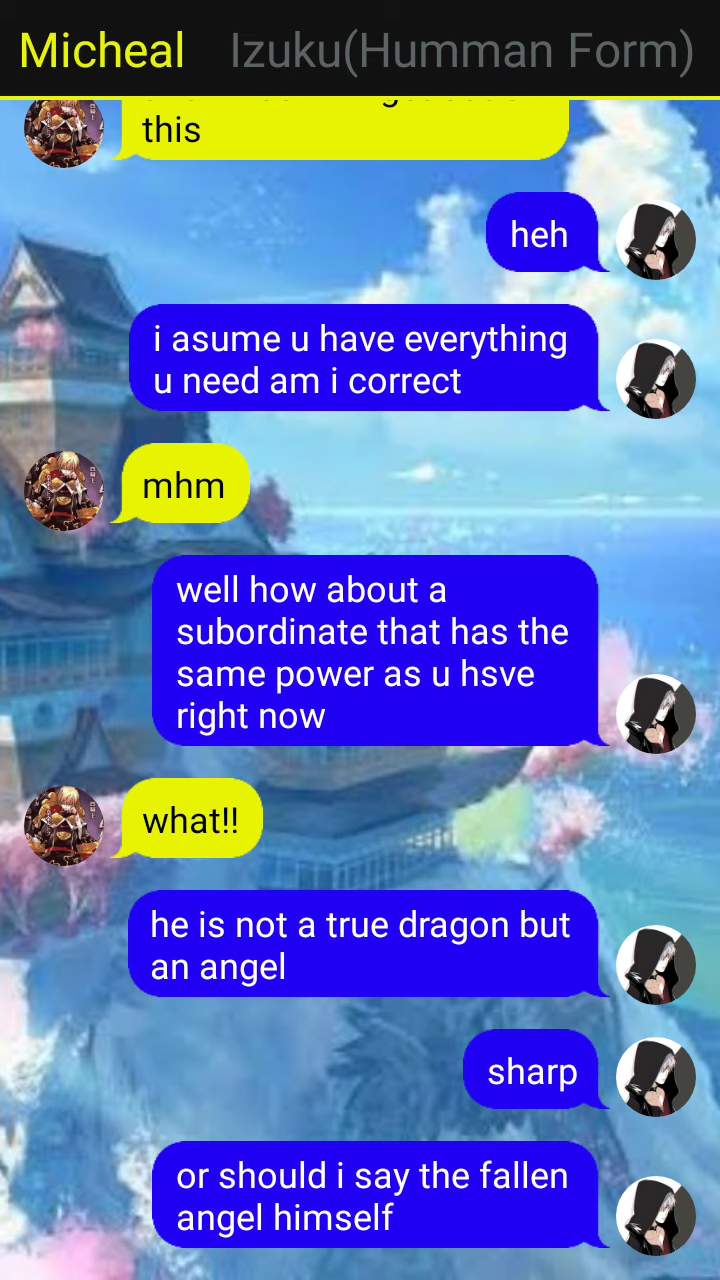 Micheal Izuku(Humman Form)
this
heh
i asume u have everything
u need am i correct
mhm
well how about a
subordinate that has the
same power as u hsve
right now
what!!
he is not a true dragon but
an angel
sharp
or should i say the fallen
angel himself